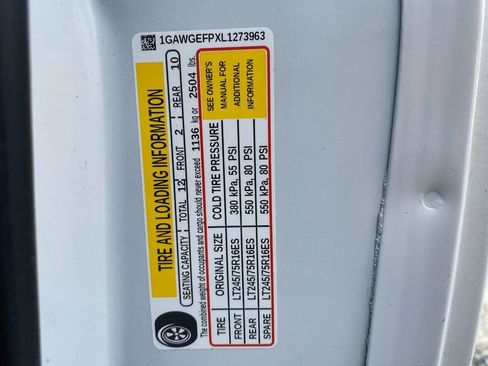 1GAWGEFPXL1273963
TIRE AND LOADING INFORMATION
SEATING CAPACITY TOTAL 12 FRONT 2 REAR 10
The combined weight of occupants and cargo should never exceed 1136 kg or 2504 lbs.
TIRE ORIGINAL SIZE COLD TIRE PRESSURE SEE OWNER'S
FRONT LT245/75R16ES 380 kPa, 55 PSI MANUAL FOR
REAR LT245/75R16ES 550 kPa, 80 PSI ADDITIONAL
SPARE LT245/75R16ES 550 kPa, 80 PSI INFORMATION